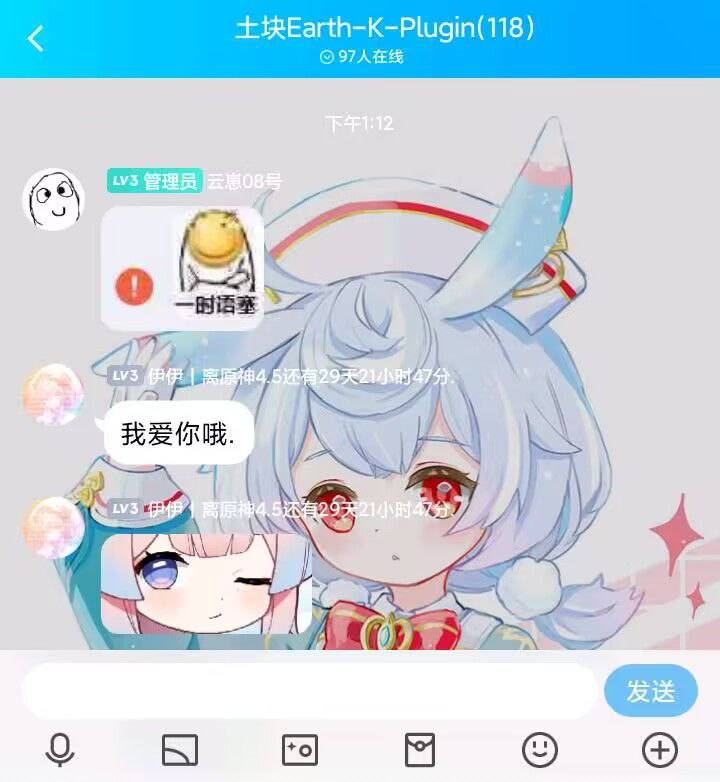 土块Earth-K-Plugin(118)
97人在线
下午1:12
LV3 管理员 云崽08号
一时语塞
LV3 伊伊 | 离原神4.5还有29天21小时47分.
我爱你哦.
LV3 伊伊 | 离原神4.5还有29天21小时47分.
发送